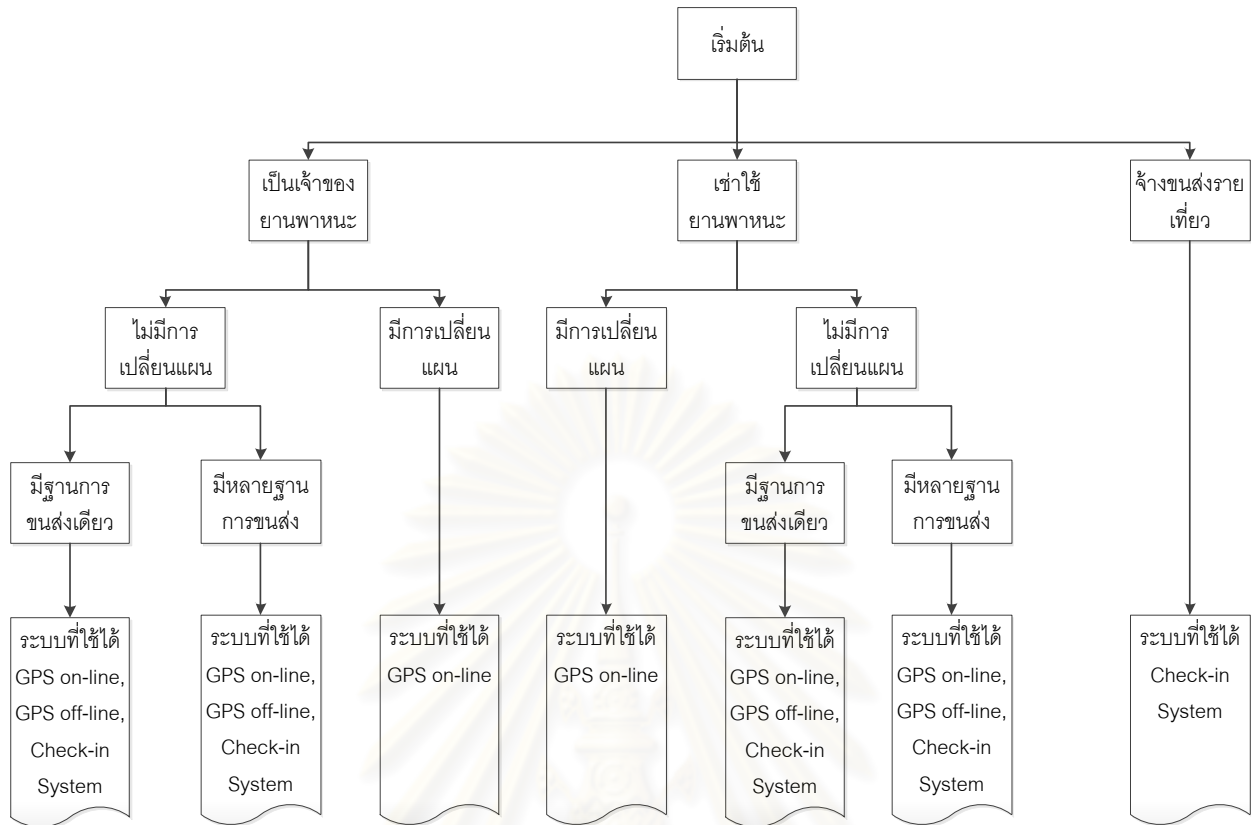 เริ่มต้น
เป็นเจ้าของ
ยานพาหนะ
เช่าใช้
ยานพาหนะ
จ้างขนส่งราย
เที่ยว
ไม่มีการ
เปลี่ยนแผน
มีการเปลี่ยน
แผน
มีการเปลี่ยน
แผน
ไม่มีการ
เปลี่ยนแผน
มีฐานการ
ขนส่งเดียว
มีหลายฐาน
การขนส่ง
มีฐานการ
ขนส่งเดียว
มีหลายฐาน
การขนส่ง
ระบบที่ใช้ได้
GPS on-line,
GPS off-line,
Check-in
System
ระบบที่ใช้ได้
GPS on-line,
GPS off-line,
Check-in
System
ระบบที่ใช้ได้
GPS on-line
ระบบที่ใช้ได้
GPS on-line
ระบบที่ใช้ได้
GPS on-line,
GPS off-line,
Check-in
System
ระบบที่ใช้ได้
GPS on-line,
GPS off-line,
Check-in
System
ระบบที่ใช้ได้
Check-in
System